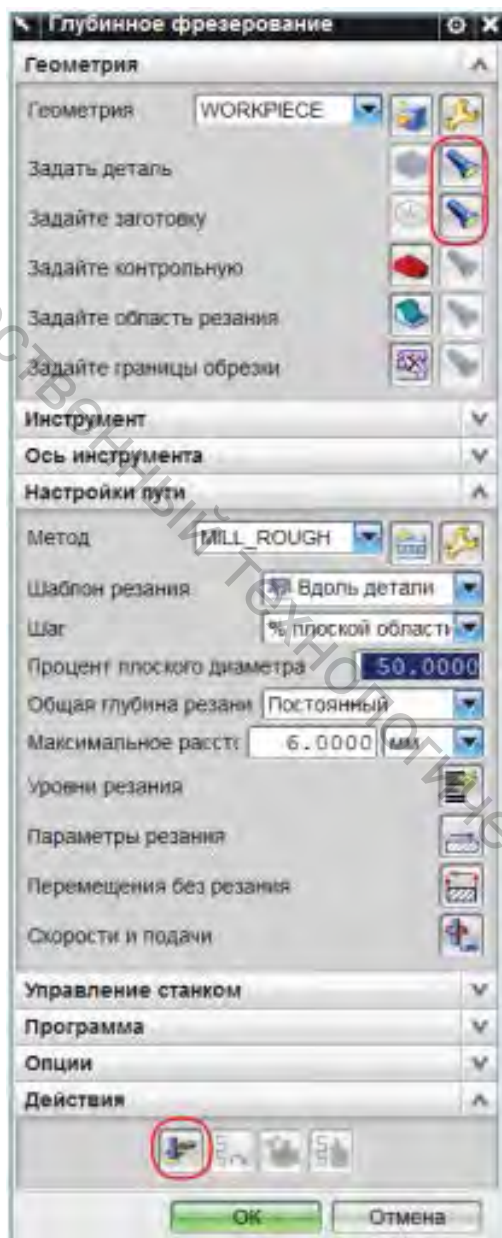 Глубинное фрезерование
Геометрия
Геометрия WORKPIECE
Задать деталь
Задайте заготовку
Задайте контрольную
Задайте область резания
Задайте границы обрезки
Инструмент
Ось инструмента
Настройки пути
Метод MILL_ROUGH
Шаблон резания Вдоль детали
Шаг % плоской области
Процент плоского диаметра 50.0000
Общая глубина резани Постоянный
Максимальное расстс 6.0000 мм
Уровни резания
Параметры резания
Перемещения без резания
Скорости и подачи
Управление станком
Программа
Опции
Действия
OK Отмена